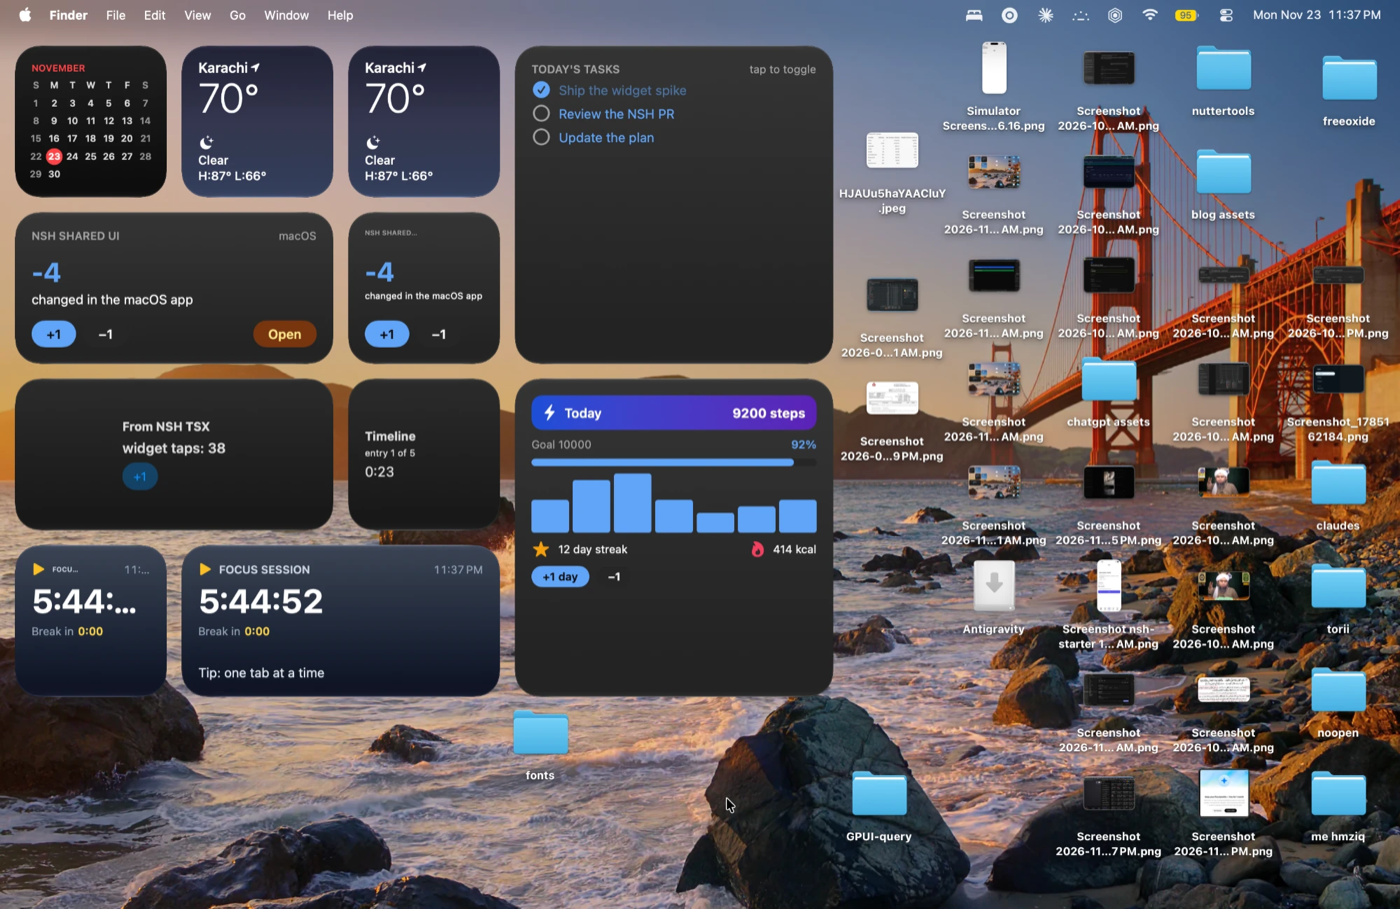 Finder File Edit View Go Window Help
95 Mon Nov 23 11:37 PM
NOVEMBER
S M T W T F S
1 2 3 4 5 6 7
8 9 10 11 12 13 14
15 16 17 18 19 20 21
22 23 24 25 26 27 28
29 30
Karachi
70°
Clear
H:87° L:66°
Karachi
70°
Clear
H:87° L:66°
TODAY'S TASKS tap to toggle
Ship the widget spike
Review the NSH PR
Update the plan
NSH SHARED UI macOS
-4
changed in the macOS app
+1 −1 Open
NSH SHARED...
-4
changed in the macOS app
+1 −1
From NSH TSX
widget taps: 38
+1
Timeline
entry 1 of 5
0:23
Today 9200 steps
Goal 10000 92%
12 day streak 414 kcal
+1 day −1
FOCU... 11:...
5:44:...
Break in 0:00
FOCUS SESSION 11:37 PM
5:44:52
Break in 0:00
Tip: one tab at a time
fonts
GPUI-query
HJAUu5haYAACluY
.jpeg
Screenshot
2026-0...1 AM.png
Screenshot
2026-0...9 PM.png
Simulator
Screens...6.16.png
Screenshot
2026-11... AM.png
Screenshot
2026-11... AM.png
Screenshot
2026-11... AM.png
Screenshot
2026-11...1 AM.png
Antigravity
Screenshot
2026-10... AM.png
Screenshot
2026-10... AM.png
Screenshot
2026-10... AM.png
chatgpt assets
Screenshot
2026-11...5 PM.png
Screenshot nsh-
starter 1... AM.png
Screenshot
2026-11... AM.png
Screenshot
2026-11...7 PM.png
nuttertools
blog assets
Screenshot
2026-10... AM.png
Screenshot
2026-10... AM.png
Screenshot
2026-10... AM.png
Screenshot
2026-10... AM.png
Screenshot
2026-10... AM.png
Screenshot
2026-11... PM.png
freeoxide
Screenshot
2026-10... PM.png
Screenshot_17851
62184.png
claudes
torii
noopen
me hmziq